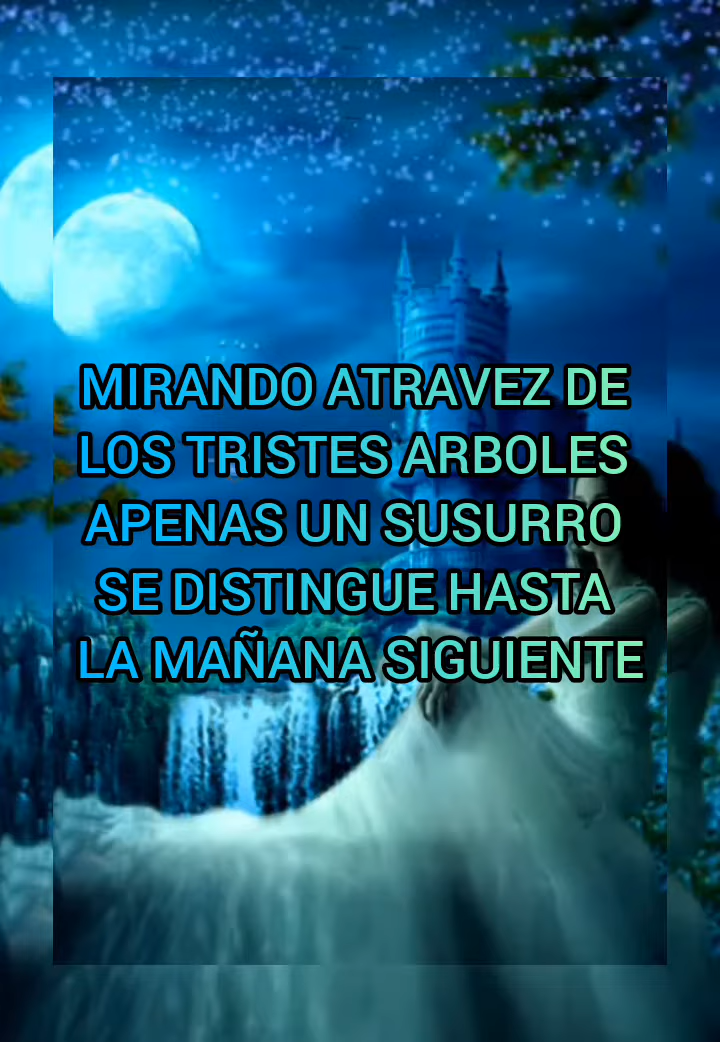 MIRANDO ATRAVEZ DE
LOS TRISTES ARBOLES
APENAS UN SUSURRO
SE DISTINGUE HASTA
LA MAÑANA SIGUIENTE